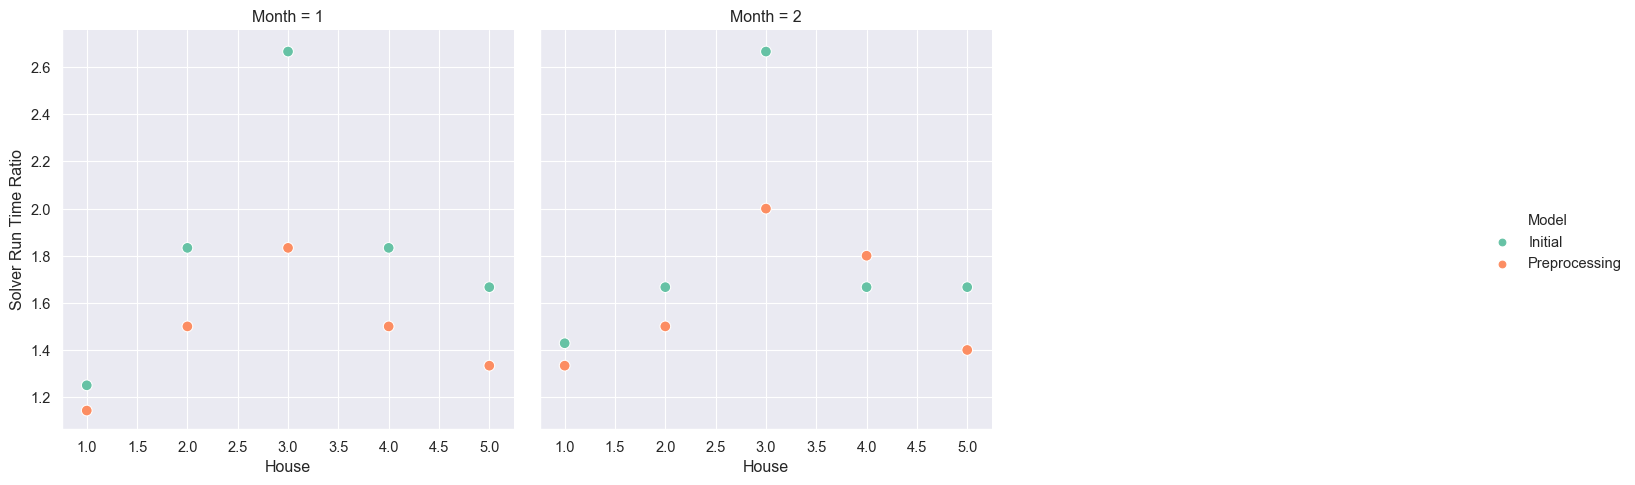 Month = 1
Month = 2
Solver Run Time Ratio
2.6
2.4
2.2
2.0
1.8
1.6
1.4
1.2
1.0 1.5 2.0 2.5 3.0 3.5 4.0 4.5 5.0
House
1.0 1.5 2.0 2.5 3.0 3.5 4.0 4.5 5.0
House
Model
Initial
Preprocessing